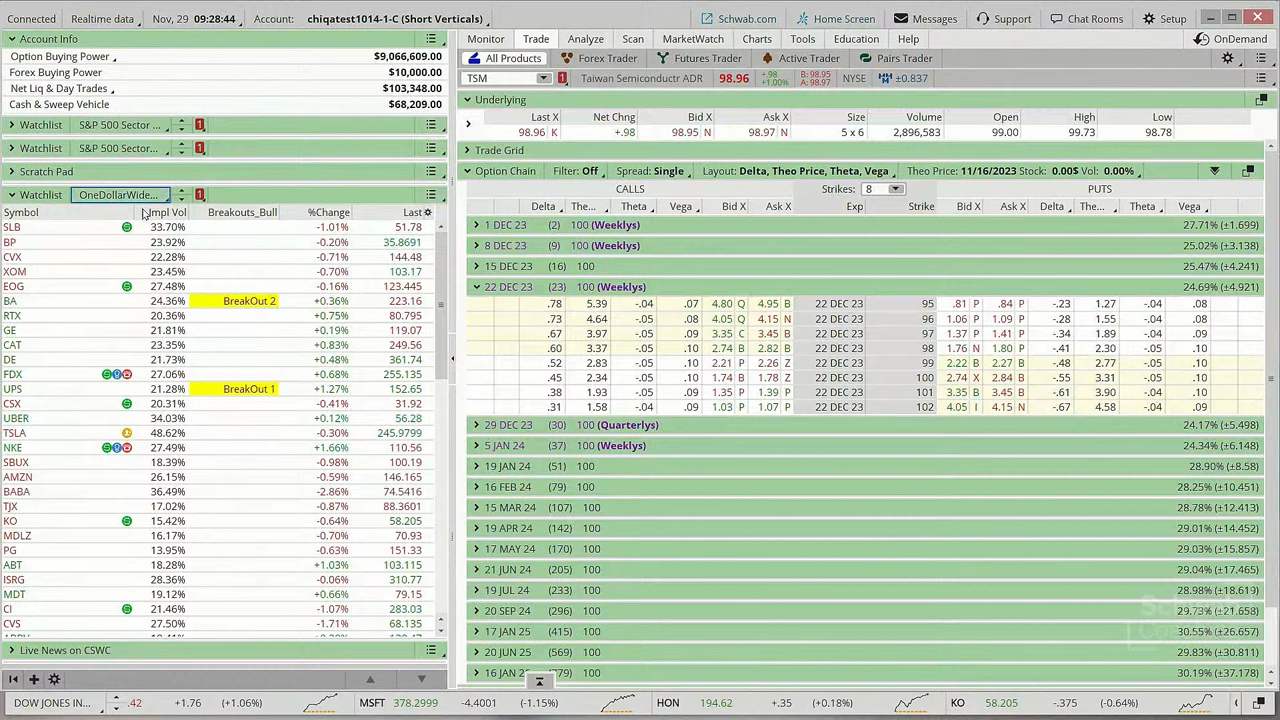 Connected Realtime data Nov, 29 09:28:44 Account: chiqatest1014-1-C (Short Verticals) Schwab.com Home Screen Messages Support Chat Rooms Setup
Account Info
Option Buying Power $9,066,609.00
Forex Buying Power $10,000.00
Net Liq & Day Trades $103,348.00
Cash & Sweep Vehicle $68,209.00
Watchlist S&P 500 Sector ... 1
Watchlist S&P 500 Sector... 1
Scratch Pad
Watchlist OneDollarWide... 1
Symbol Impl Vol Breakouts_Bull %Change Last
SLB 33.70% -1.01% 51.78
BP 23.92% -0.20% 35.8691
CVX 22.28% -0.71% 144.48
XOM 23.45% -0.70 103.17
EOG 27.48% -0.16% 123.445
BA 24.36% BreakOut 2 +0.36% 223.16
RTX 20.36% +0.75% 80.795
GE 21.81% +0.19% 119.07
CAT 23.35% +0.83% 249.56
DE 21.73% +0.48% 361.74
FDX 27.06% +0.68% 255.135
UPS 21.28% BreakOut 1 +1.27% 152.65
CSX 20.31% -0.41% 31.92
UBER 34.03% +0.12% 56.28
TSLA 48.62% -0.30% 245.9799
NKE 27.49% +1.66% 110.56
SBUX 18.39% -0.98% 100.19
AMZN 26.15% -0.59% 146.165
BABA 36.49% -2.86% 74.5416
TJX 17.02% -0.87% 88.3601
KO 15.42% -0.64% 58.205
MDLZ 16.17% -0.70% 70.93
PG 13.95% -0.63% 151.33
ABT 18.28% +1.03% 103.115
ISRG 28.36% -0.06% 310.77
MDT 19.12% +0.66% 79.15
CI 21.46% -1.07% 283.03
CVS 27.50% -1.71% 68.135
Live News on CSWC
Monitor Trade Analyze Scan MarketWatch Charts Tools Education Help OnDemand
All Products Forex Trader Futures Trader Active Trader Pairs Trader
TSM 1 Taiwan Semiconductr ADR 98.96 +.98 +1.00% B: 98.95 A: 98.97 NYSE ±0.837
Underlying
Last X Net Chng Bid X Ask X Size Volume Open High Low
98.96 K +.98 98.95 N 98.97 N 5 x 6 2,896,583 99.00 99.73 98.78
Trade Grid
Option Chain Filter: Off Spread: Single Layout: Delta, Theo Price, Theta, Vega Theo Price: 11/16/2023 Stock: 0.00$ Vol: 0.00%
CALLS Strikes: 8 PUTS
Delta The... Theta Vega Bid X Ask X Exp Strike Bid X Ask X Delta The... Theta Vega
1 DEC 23 (2) 100 (Weeklys) 27.71% (±1.699)
8 DEC 23 (9) 100 (Weeklys) 25.02% (±3.138)
15 DEC 23 (16) 100 25.47% (±4.241)
22 DEC 23 (23) 100 (Weeklys) 24.69% (±4.921)
.78 5.39 -.04 .07 4.80 Q 4.95 B 22 DEC 23 95 .81 P .84 P -.23 1.27 -.04 .08
.73 4.64 -.05 .08 4.05 Q 4.15 N 22 DEC 23 96 1.06 P 1.09 P -.28 1.55 -.04 .08
.67 3.97 -.05 .09 3.35 C 3.45 B 22 DEC 23 97 1.37 P 1.41 P -.34 1.89 -.04 .09
.60 3.37 -.05 .10 2.74 B 2.82 B 22 DEC 23 98 1.76 N 1.80 P -.41 2.30 -.05 .10
.52 2.83 -.05 .10 2.21 P 2.26 Z 22 DEC 23 99 2.22 B 2.27 B -.48 2.77 -.05 .10
.45 2.34 -.05 .10 1.74 B 1.78 Z 22 DEC 23 100 2.74 X 2.84 B -.55 3.31 -.05 .10
.38 1.93 -.04 .09 1.35 P 1.39 P 22 DEC 23 101 3.35 B 3.45 B -.61 3.90 -.04 .09
.31 1.58 -.04 .09 1.03 P 1.07 P 22 DEC 23 102 4.05 I 4.15 N -.67 4.58 -.04 .08
29 DEC 23 (30) 100 (Quarterlys) 24.17% (±5.498)
5 JAN 24 (37) 100 (Weeklys) 24.34% (±6.148)
19 JAN 24 (51) 100 28.90% (±8.58)
16 FEB 24 (79) 100 28.25% (±10.451)
15 MAR 24 (107) 100 28.78% (±12.413)
19 APR 24 (142) 100 29.01% (±14.452)
17 MAY 24 (170) 100 29.03% (±15.857)
21 JUN 24 (205) 100 29.04% (±17.465)
19 JUL 24 (233) 100 28.98% (±18.619)
20 SEP 24 (296) 100 29.73% (±21.658)
17 JAN 25 (415) 100 30.55% (±26.657)
20 JUN 25 (569) 100 29.83% (±30.811)
16 JAN 100 30.19% (±37.178)
DOW JONES IN... .42 +1.76 (+1.06%) MSFT 378.2999 -4.4001 (-1.15%) HON 194.62 +.35 (+0.18%) KO 58.205 -.375 (-0.64%)